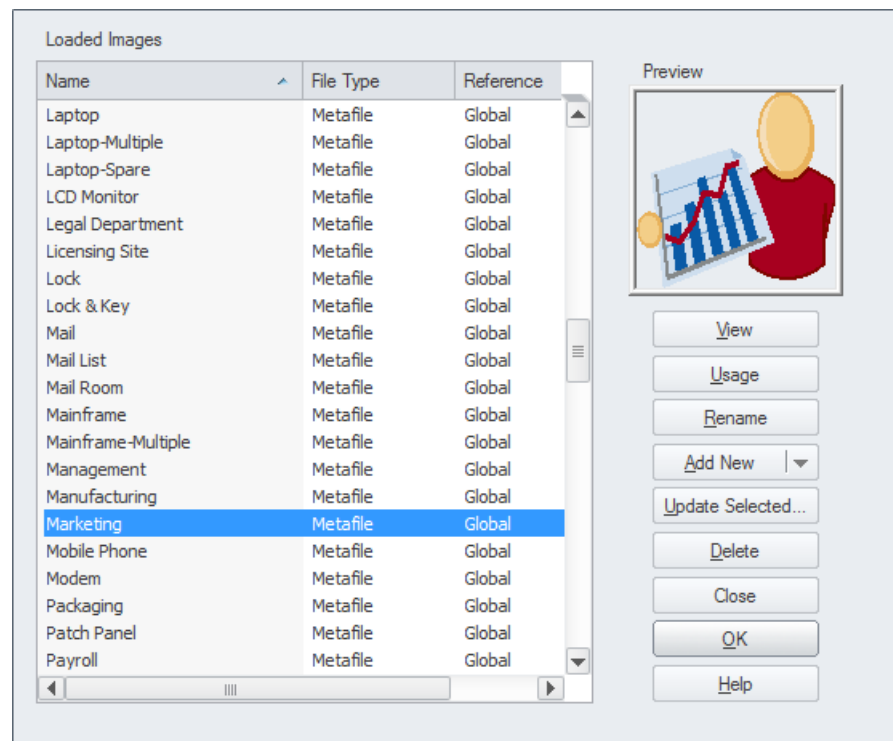 Loaded Images
Name File Type Reference
Laptop Metafile Global
Laptop-Multiple Metafile Global
Laptop-Spare Metafile Global
LCD Monitor Metafile Global
Legal Department Metafile Global
Licensing Site Metafile Global
Lock Metafile Global
Lock & Key Metafile Global
Mail Metafile Global
Mail List Metafile Global
Mail Room Metafile Global
Mainframe Metafile Global
Mainframe-Multiple Metafile Global
Management Metafile Global
Manufacturing Metafile Global
Marketing Metafile Global
Mobile Phone Metafile Global
Modem Metafile Global
Packaging Metafile Global
Patch Panel Metafile Global
Payroll Metafile Global
Preview
View
Usage
Rename
Add New
Update Selected...
Delete
Close
OK
Help